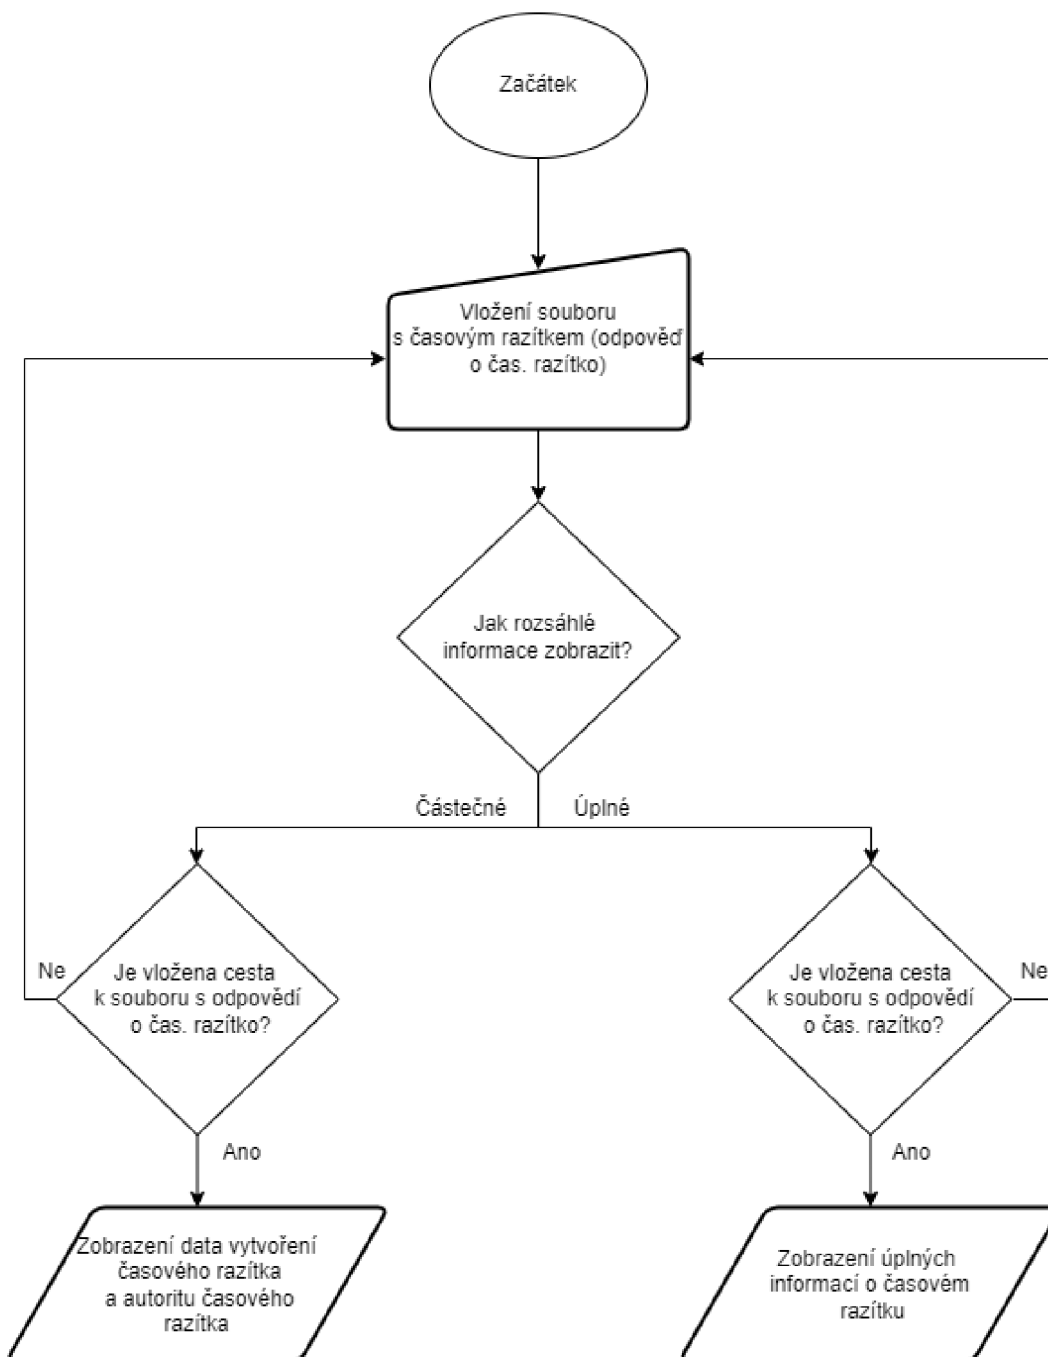 Začátek
Vložení souboru
s časovým razítkem (odpověď
o čas. razítko)
Jak rozsáhlé
informace zobrazit?
Částečné
Úplné
Ne
Je vložena cesta
k souboru s odpovědí
o čas. razítko?
Je vložena cesta
k souboru s odpovědí
o čas. razítko?
Ne
Ano
Ano
Zobrazení data vytvoření
časového razítka
a autoritu časového
razítka
Zobrazení úplných
informací o časovém
razítku